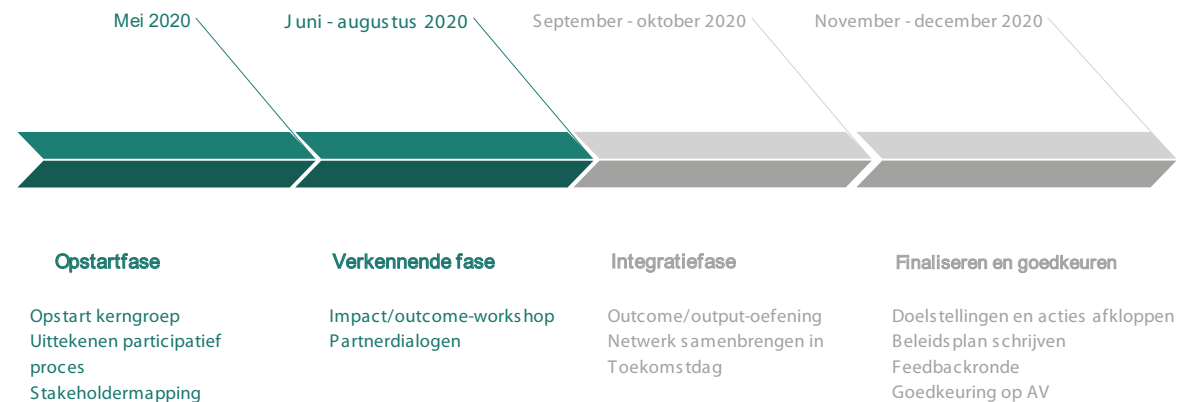 Mei 2020
Juni - augustus 2020
September - oktober 2020
November - december 2020
Opstartfase
Verkennende fase
Integratiefase
Finaliseren en goedkeuren
Opstart kerngroep
Uittekenen participatief
proces
Stakeholdermapping
Impact/outcome-workshop
Partnerdialogen
Outcome/output-oefening
Netwerk samenbrengen in
Toekomstdag
Doelstellingen en acties afkloppen
Beleidsplan schrijven
Feedbackronde
Goedkeuring op AV